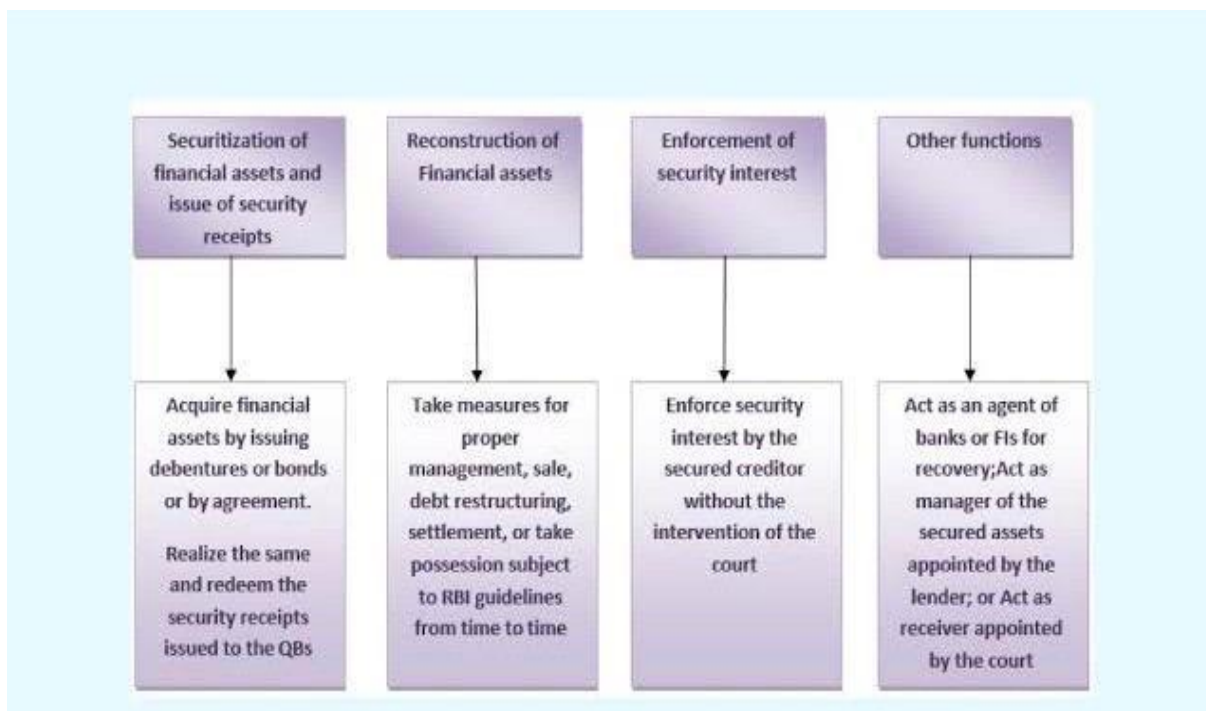 Securitization of
financial assets and
issue of security
receipts
Reconstruction of
Financial assets
Enforcement of
security interest
Other functions
Acquire financial
assets by issuing
debentures or bonds
or by agreement.
Realize the same
and redeem the
security receipts
issued to the QBs
Take measures for
proper
management, sale,
debt restructuring,
settlement, or take
possession subject
to RBI guidelines
from time to time
Enforce security
interest by the
secured creditor
without the
intervention of the
court
Act as an agent of
banks or FIs for
recovery;Act as
manager of the
secured assets
appointed by the
lender; or Act as
receiver appointed
by the court